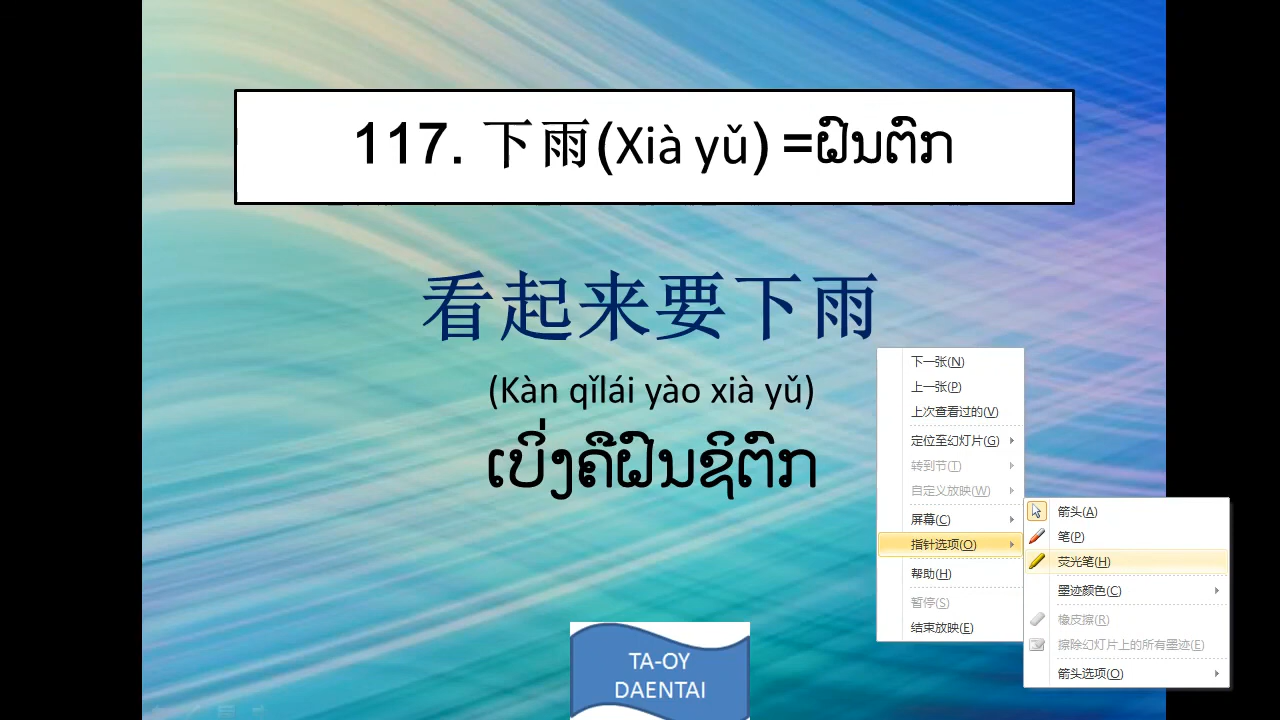 117. 下雨(Xià yǔ) =ຝົນຕົກ
看起来要下雨
(Kàn qǐlái yào xià yǔ)
ເບິ່ງຄືຝົນຊິຕົກ
下一张(N)
上一张(P)
上次查看过的(V)
定位至幻灯片(G)
转到节(T)
自定义放映(W)
屏幕(C)
指针选项(O)
帮助(H)
暂停(S)
结束放映(E)
箭头(A)
笔(P)
荧光笔(H)
墨迹颜色(C)
橡皮擦(R)
擦除幻灯片上的所有墨迹(E)
箭头选项(O)
TA-OY
DAENTAI